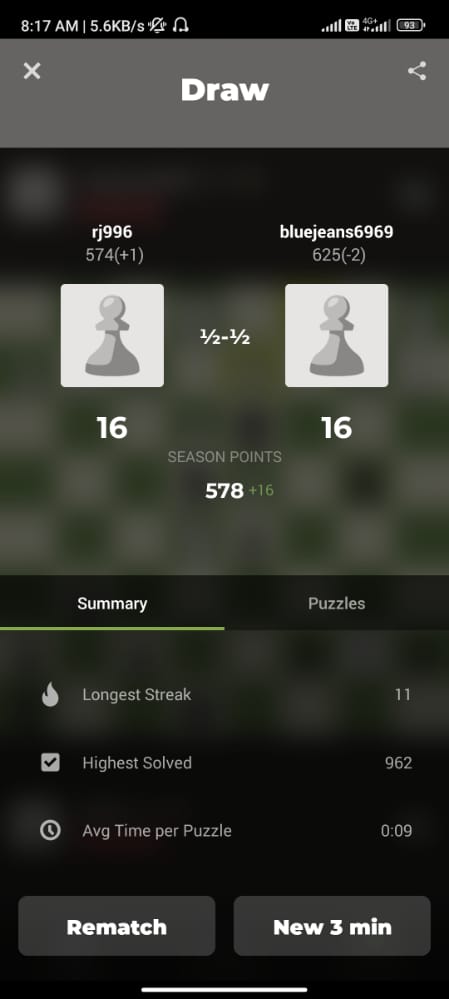 8:17 AM | 5.6KB/s
4G+
93
Draw
rj996
bluejeans6969
574(+1)
625(-2)
½-½
16
16
SEASON POINTS
578 +16
Summary
Puzzles
Longest Streak
11
Highest Solved
962
Avg Time per Puzzle
0:09
Rematch
New 3 min